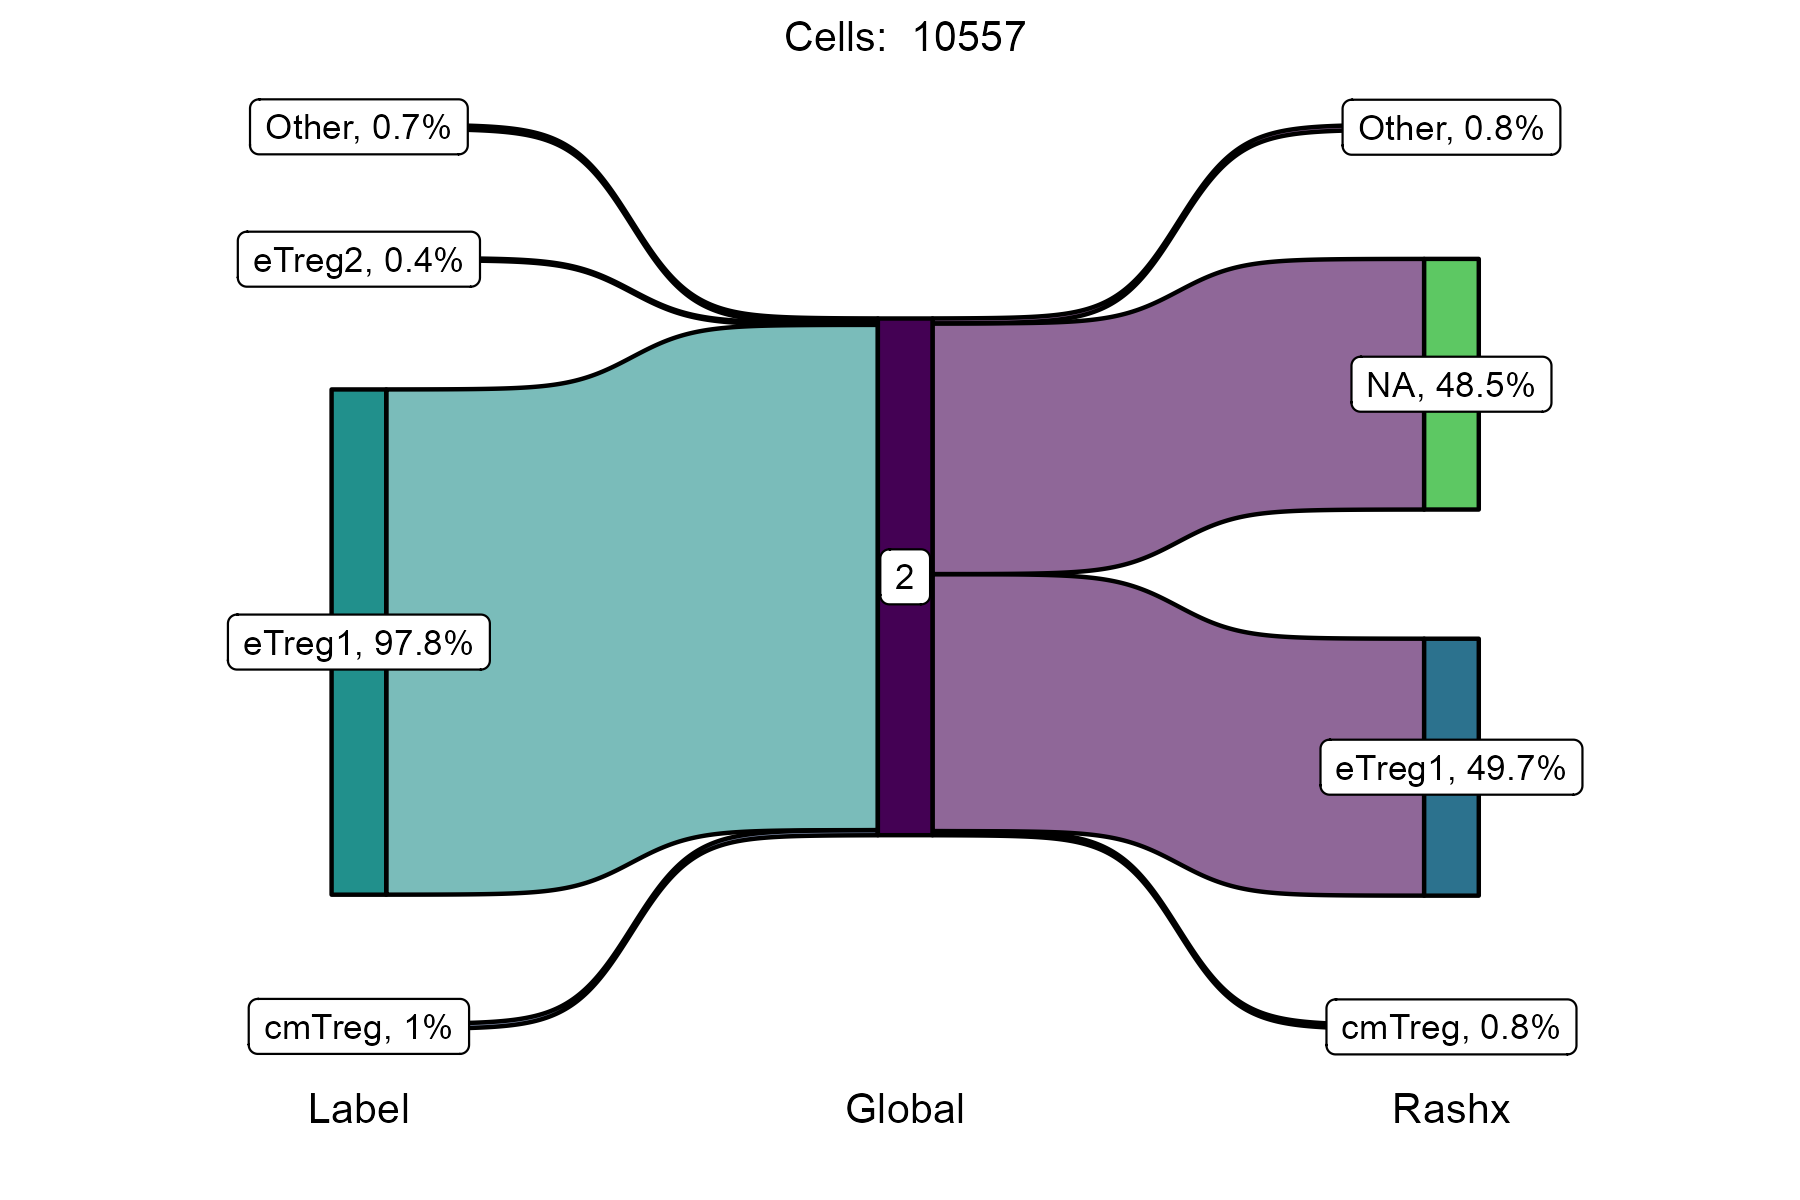 Cells:  10557
Other, 0.7%
Other, 0.8%
eTreg2, 0.4%
NA, 48.5%
2
eTreg1, 97.8%
eTreg1, 49.7%
cmTreg, 1%
cmTreg, 0.8%
Label
Global
Rashx